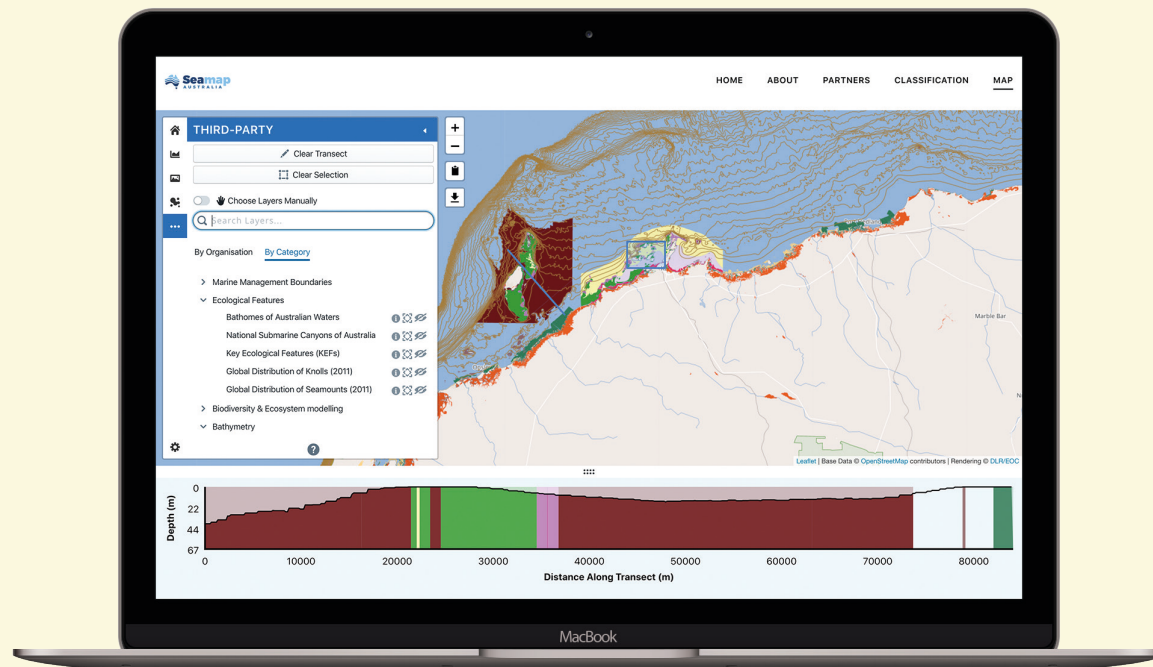 Seamap
AUSTRALIA
HOME ABOUT PARTNERS CLASSIFICATION MAP
THIRD-PARTY
Clear Transect
Clear Selection
Choose Layers Manually
Search Layers...
By Organisation By Category
Marine Management Boundaries
Ecological Features
Bathomes of Australian Waters
National Submarine Canyons of Australia
Key Ecological Features (KEFs)
Global Distribution of Knolls (2011)
Global Distribution of Seamounts (2011)
Biodiversity & Ecosystem modelling
Bathymetry
Marble Bar
Leaflet | Base Data © OpenStreetMap contributors | Rendering © DLR/EOC
Depth (m)
0
22
44
67
0 10000 20000 30000 40000 50000 60000 70000 80000
Distance Along Transect (m)
MacBook